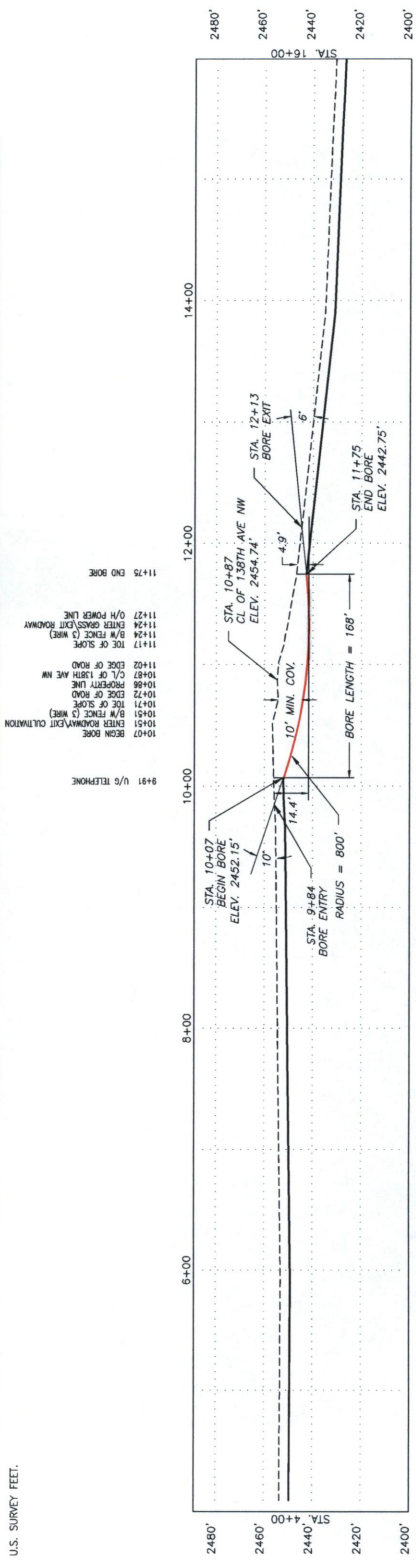 U.S. SURVEY FEET.
9+91 U/G TELEPHONE
10+07 BEGIN BORE
10+51 ENTER ROADWAY/EXIT CULTIVATION
10+51 B/W FENCE (3 WIRE)
10+71 TOE OF SLOPE
10+72 EDGE OF ROAD
10+86 PROPERTY LINE
10+87 C/L OF 138TH AVE NW
11+02 EDGE OF ROAD
11+17 TOE OF SLOPE
11+24 B/W FENCE (3 WIRE)
11+24 ENTER GRASS/EXIT ROADWAY
11+27 O/H POWER LINE
11+75 END BORE
2480'
2460'
2440'
2420'
2400'
STA. 4+00
6+00
8+00
10+00
12+00
14+00
STA. 16+00
2480'
2460'
2440'
2420'
2400'
STA. 10+07
BEGIN BORE
ELEV. 2452.15'
10°
STA. 9+84
BORE ENTRY
14.4'
RADIUS = 800'
10' MIN. COV.
BORE LENGTH = 168'
STA. 10+87
CL OF 138TH AVE NW
ELEV. 2454.74'
4.9'
STA. 12+13
BORE EXIT
6°
STA. 11+75
END BORE
ELEV. 2442.75'